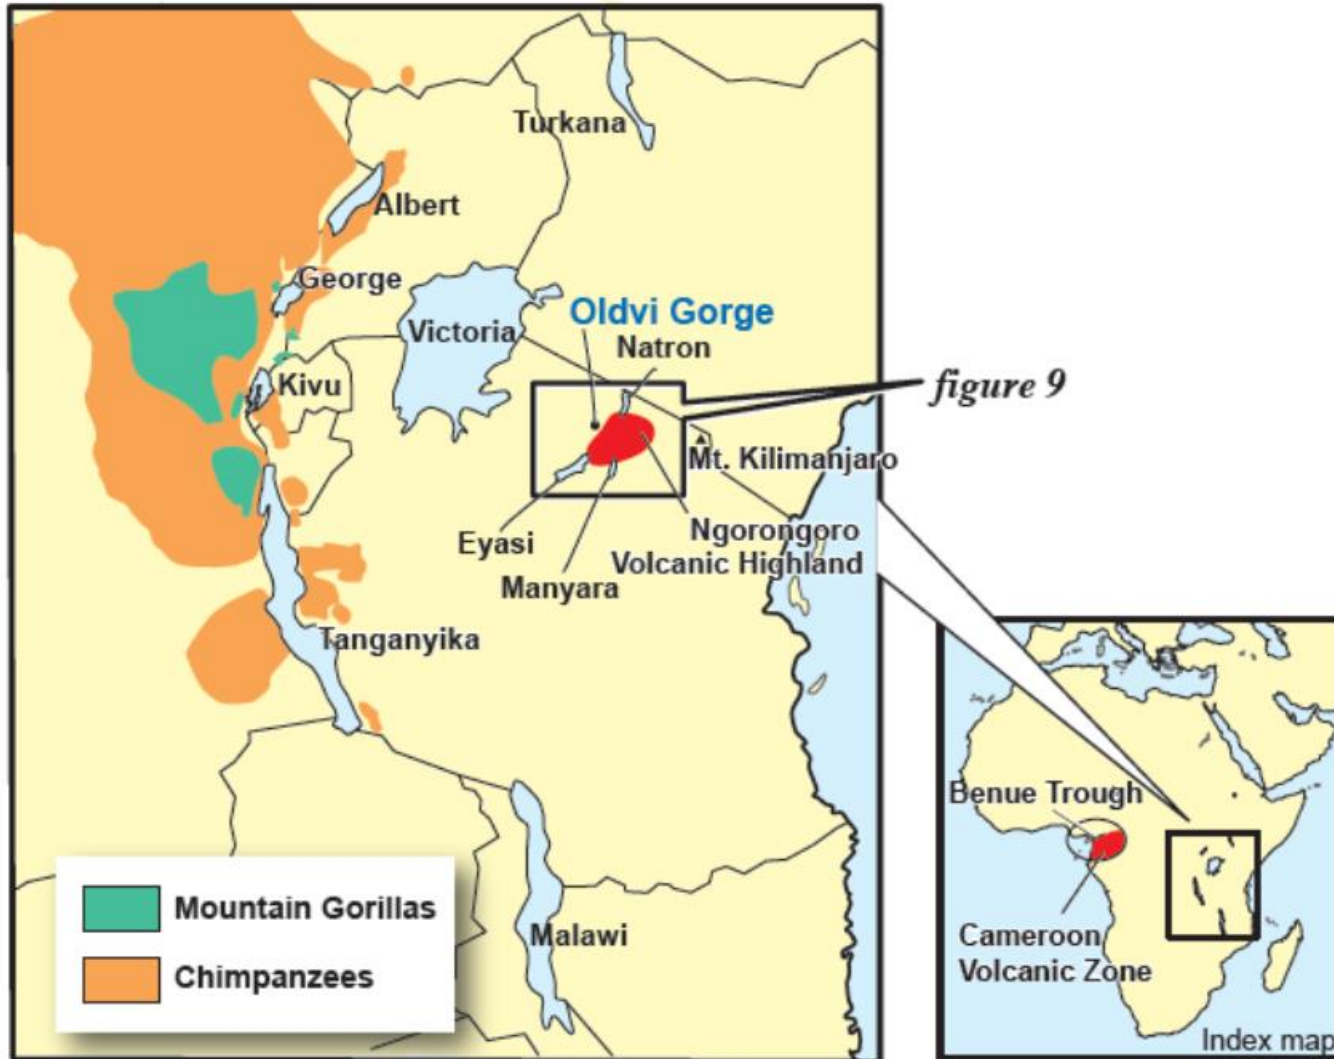 Turkana
Albert
George
Victoria
Oldvi Gorge
Natron
Kivu
figure 9
Mt. Kilimanjaro
Eyasi
Ngorongoro
Volcanic Highland
Manyara
Tanganyika
Malawi
Mountain Gorillas
Chimpanzees
Benue Trough
Cameroon
Volcanic Zone
Index map